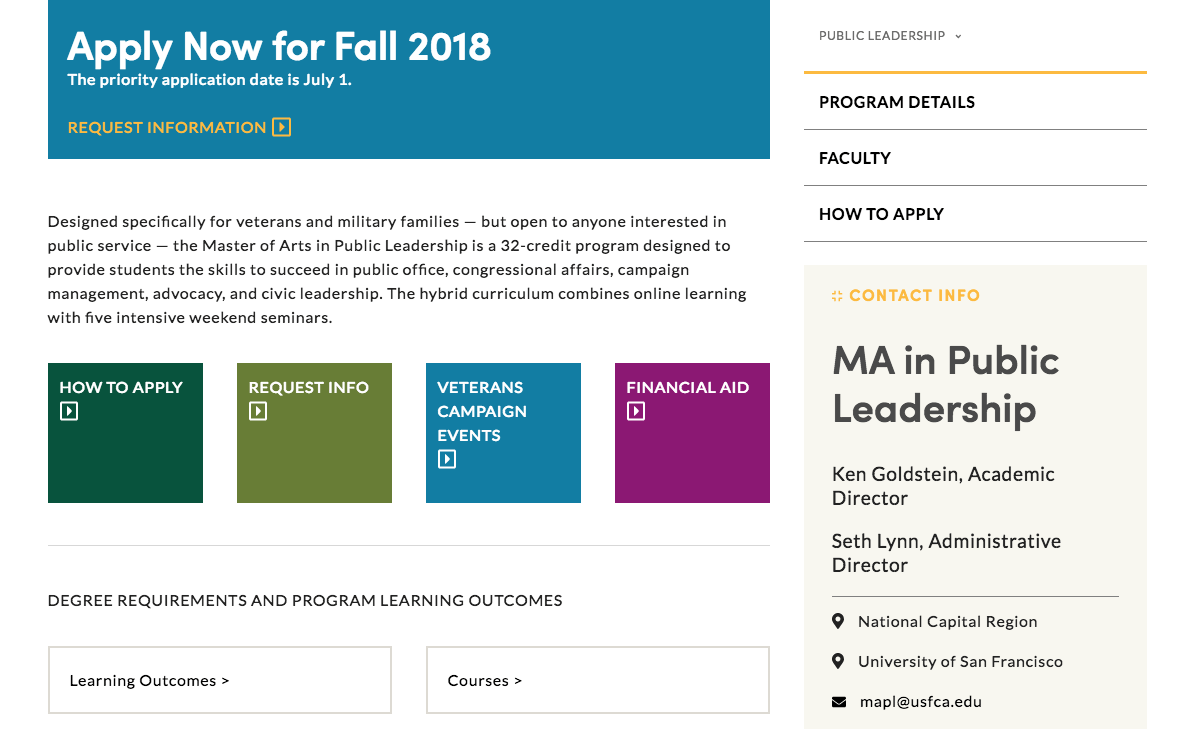 Apply Now for Fall 2018
The priority application date is July 1.
REQUEST INFORMATION
Designed specifically for veterans and military families — but open to anyone interested in
public service — the Master of Arts in Public Leadership is a 32-credit program designed to
provide students the skills to succeed in public office, congressional affairs, campaign
management, advocacy, and civic leadership. The hybrid curriculum combines online learning
with five intensive weekend seminars.
HOW TO APPLY
REQUEST INFO
VETERANS
CAMPAIGN
EVENTS
FINANCIAL AID
DEGREE REQUIREMENTS AND PROGRAM LEARNING OUTCOMES
Learning Outcomes >
Courses >
PUBLIC LEADERSHIP
PROGRAM DETAILS
FACULTY
HOW TO APPLY
CONTACT INFO
MA in Public
Leadership
Ken Goldstein, Academic
Director
Seth Lynn, Administrative
Director
National Capital Region
University of San Francisco
mapl@usfca.edu